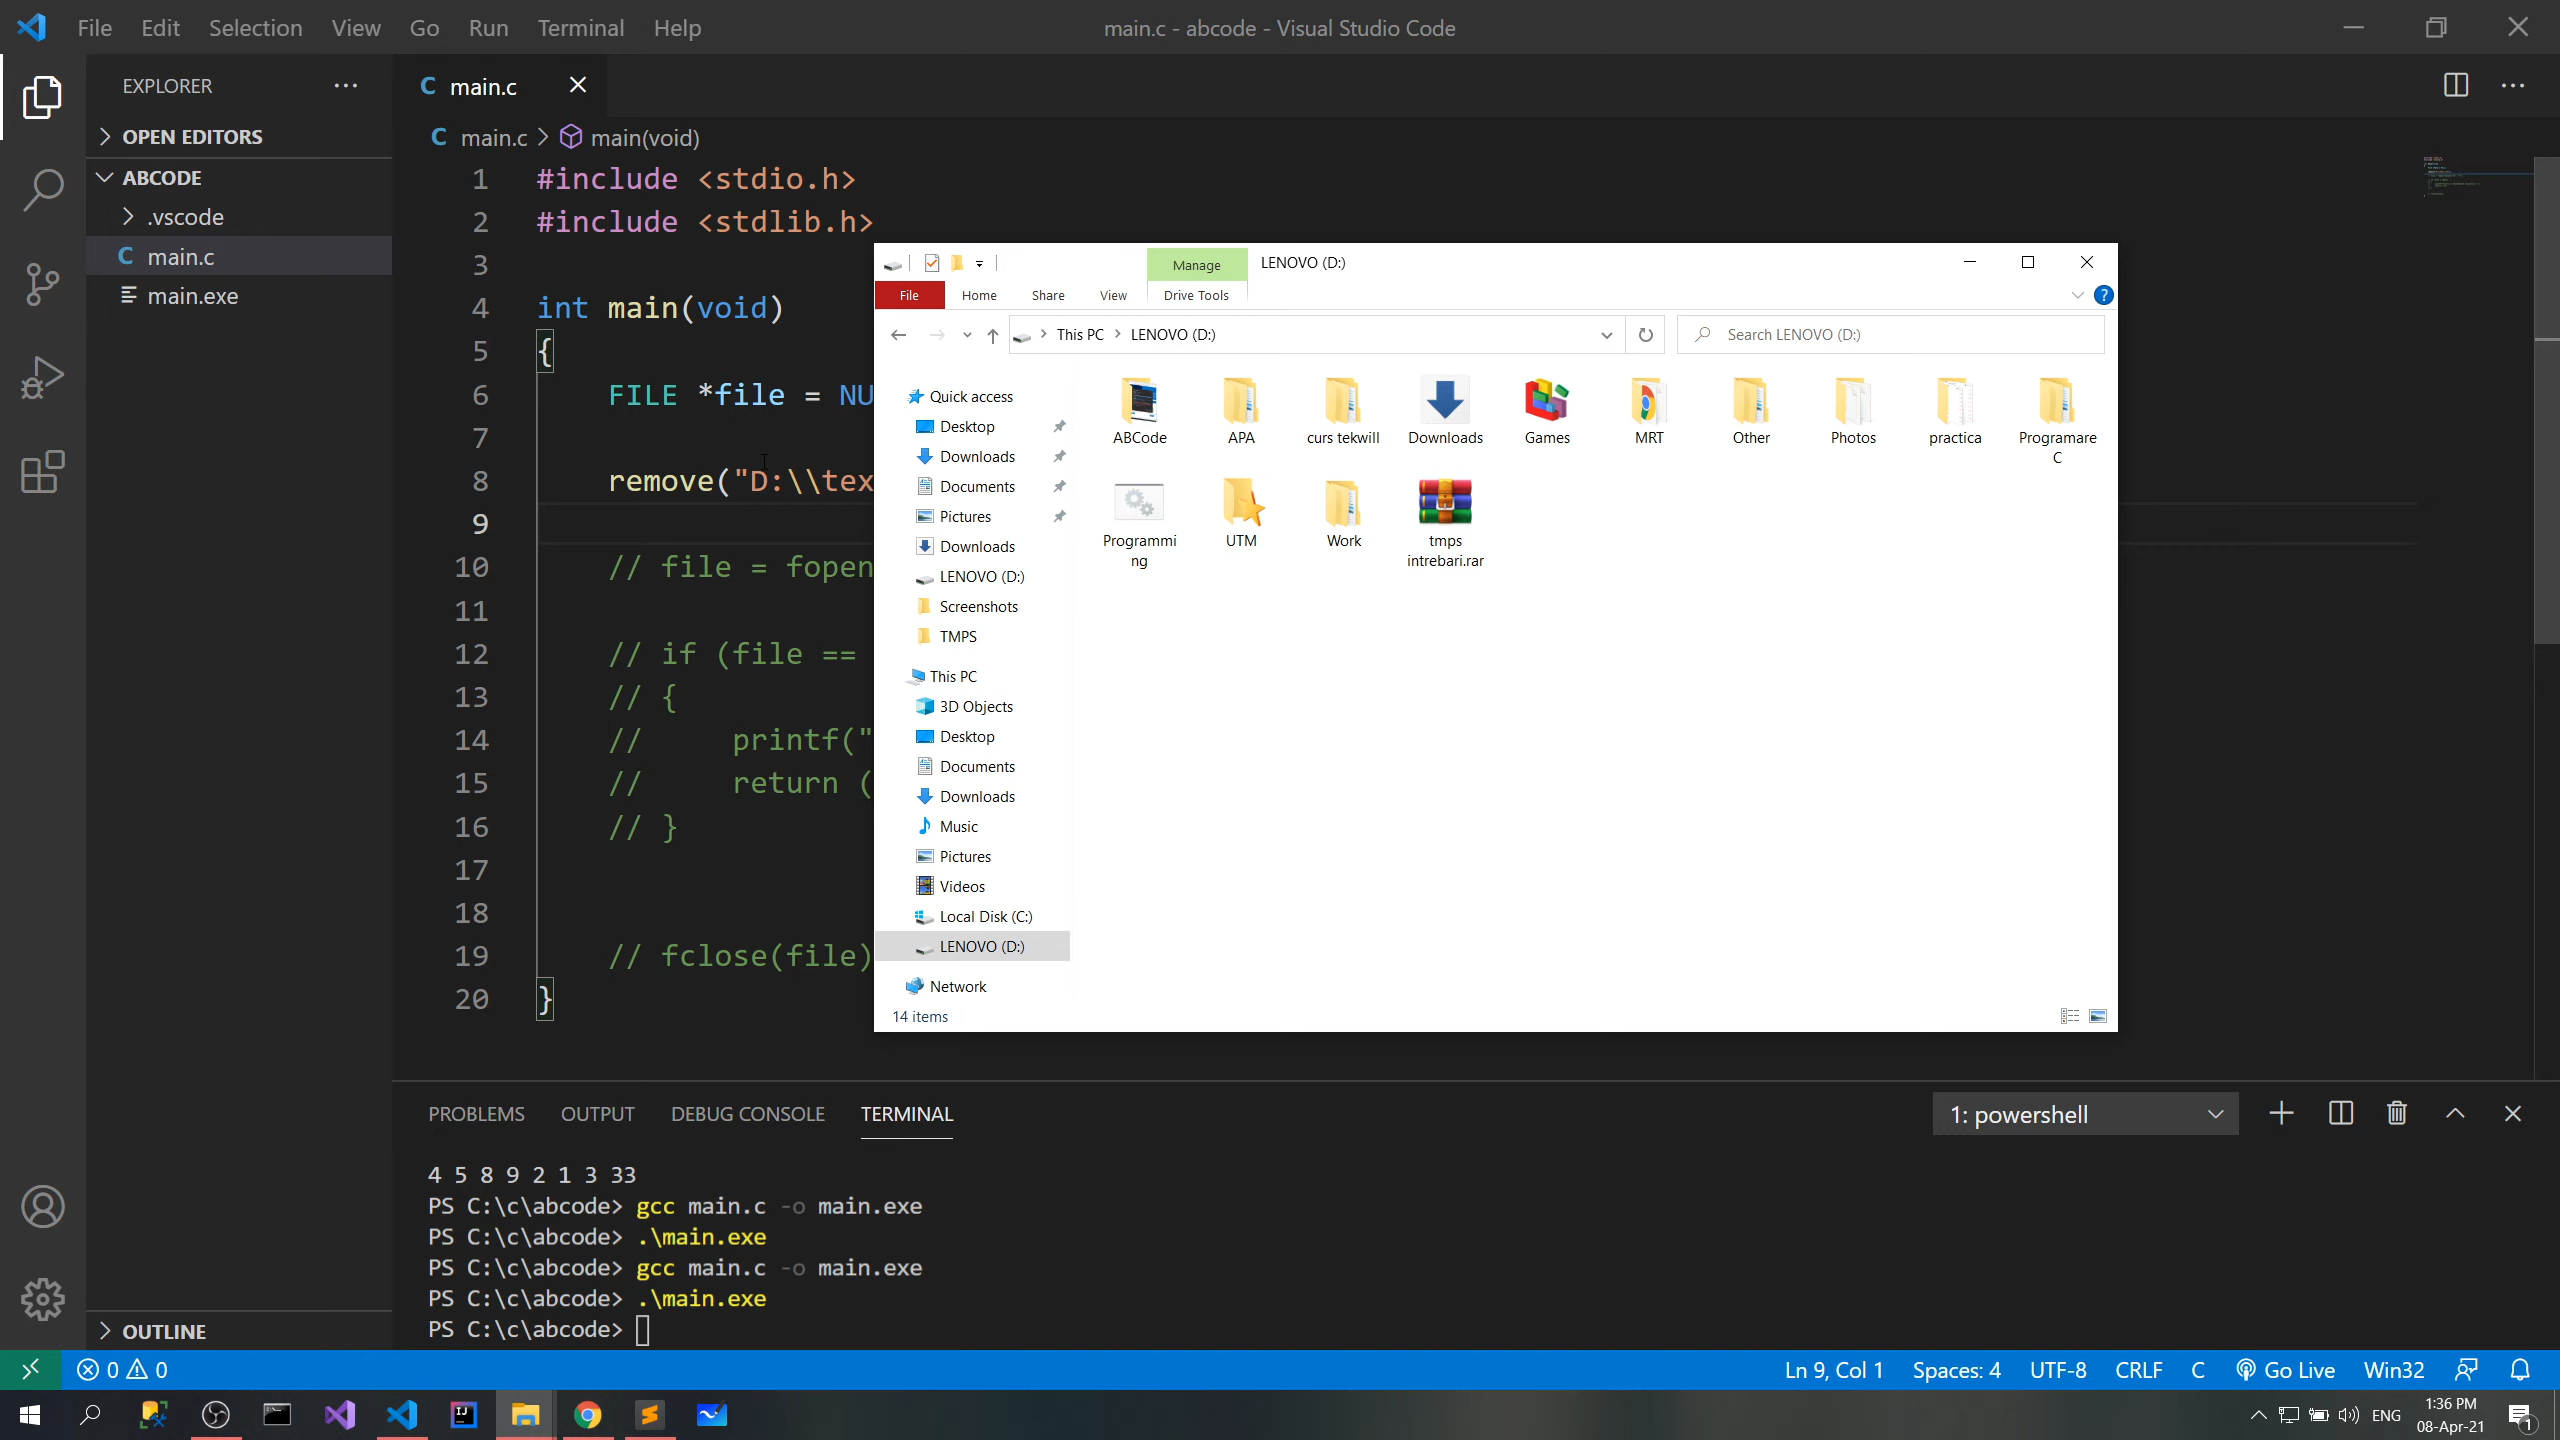 File Edit Selection View Go Run Terminal Help
main.c - abcode - Visual Studio Code
EXPLORER
OPEN EDITORS
ABCODE
.vscode
C main.c
main.exe
OUTLINE
C main.c
C main.c > main(void)
1 #include <stdio.h>
2 #include <stdlib.h>
3
4 int main(void)
5 {
6 FILE *file = NU
7
8 remove("D:\\tex
9
10 // file = fopen
11
12 // if (file ==
13 // {
14 // printf("
15 // return (
16 // }
17
18
19 // fclose(file)
20 }
Manage LENOVO (D:)
File Home Share View Drive Tools
This PC > LENOVO (D:)
Search LENOVO (D:)
Quick access
Desktop
Downloads
Documents
Pictures
Downloads
LENOVO (D:)
Screenshots
TMPS
This PC
3D Objects
Desktop
Documents
Downloads
Music
Pictures
Videos
Local Disk (C:)
LENOVO (D:)
Network
14 items
ABCode
APA
curs tekwill
Downloads
Games
MRT
Other
Photos
practica
Programare
C
Programmi
ng
UTM
Work
tmps
intrebari.rar
PROBLEMS OUTPUT DEBUG CONSOLE TERMINAL
1: powershell
4 5 8 9 2 1 3 33
PS C:\c\abcode> gcc main.c -o main.exe
PS C:\c\abcode> .\main.exe
PS C:\c\abcode> gcc main.c -o main.exe
PS C:\c\abcode> .\main.exe
PS C:\c\abcode>
0 0
Ln 9, Col 1 Spaces: 4 UTF-8 CRLF C Go Live Win32
ENG
1:36 PM
08-Apr-21
1